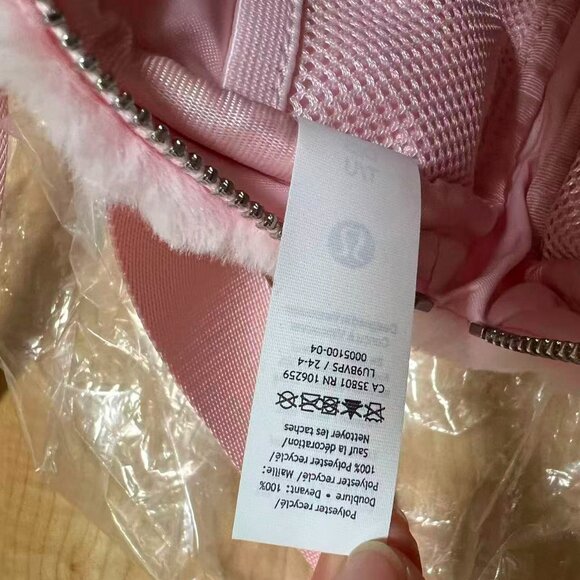 Polyester recyclé/
Doublure • Devant: 100%
Polyester recyclé/ Maille:
100% Polyester recyclé/
Sauf la décoration/
Nettoyer les taches
CA 35801 RN 106259
LU9BVPS / 24-4
0005100-04